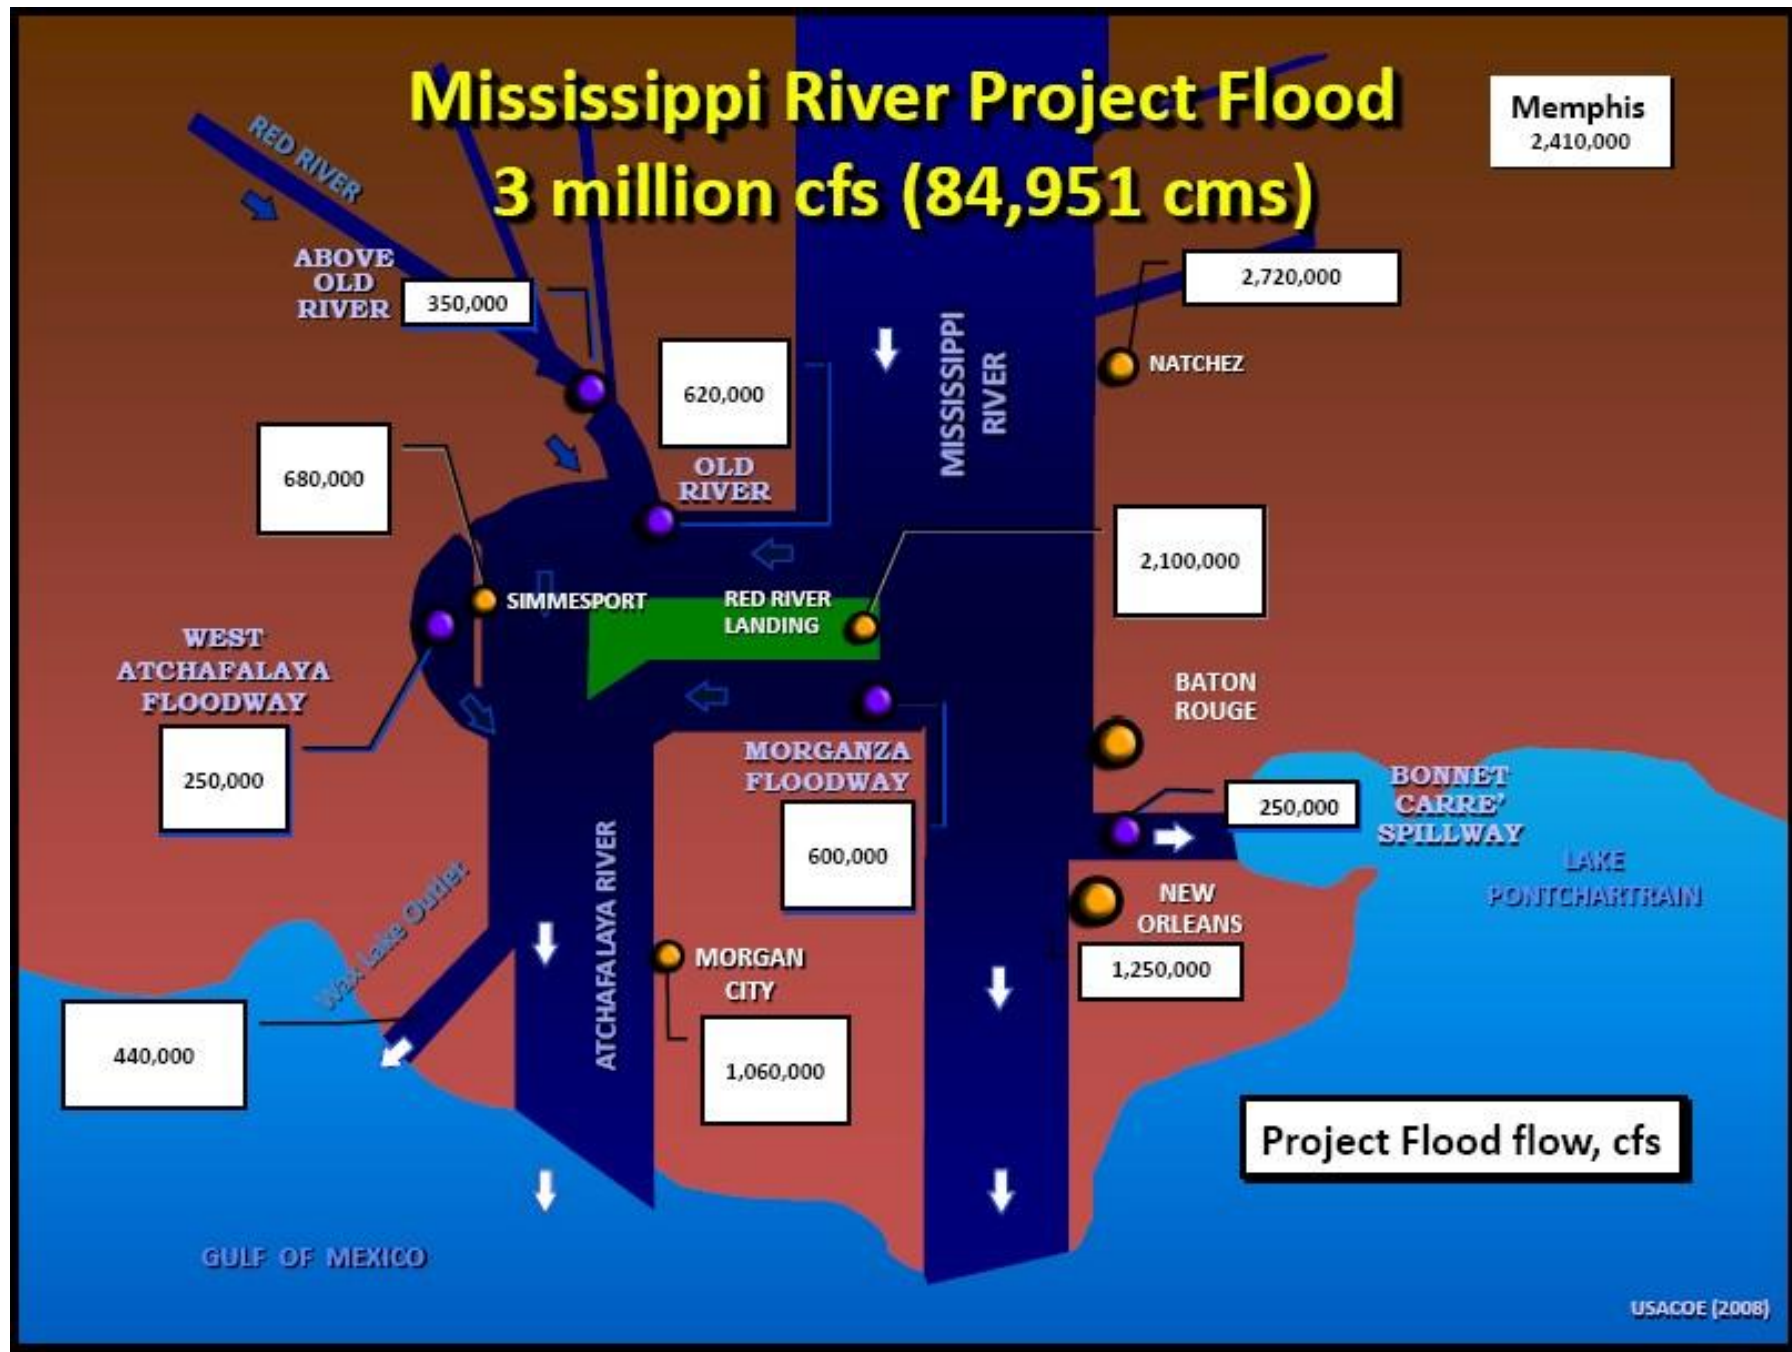 Mississippi River Project Flood
3 million cfs (84,951 cms)
Memphis
2,410,000
RED RIVER
ABOVE
OLD
RIVER
350,000
2,720,000
NATCHEZ
MISSISSIPPI
RIVER
620,000
OLD
RIVER
680,000
2,100,000
SIMMESPORT
RED RIVER
LANDING
WEST
ATCHAFALAYA
FLOODWAY
250,000
BATON
ROUGE
MORGANZA
FLOODWAY
600,000
250,000
BONNET
CARRE'
SPILLWAY
LAKE
PONTCHARTRAIN
ATCHAFALAYA RIVER
NEW
ORLEANS
1,250,000
Wax Lake Outlet
440,000
MORGAN
CITY
1,060,000
Project Flood flow, cfs
GULF OF MEXICO
USACOE (2008)